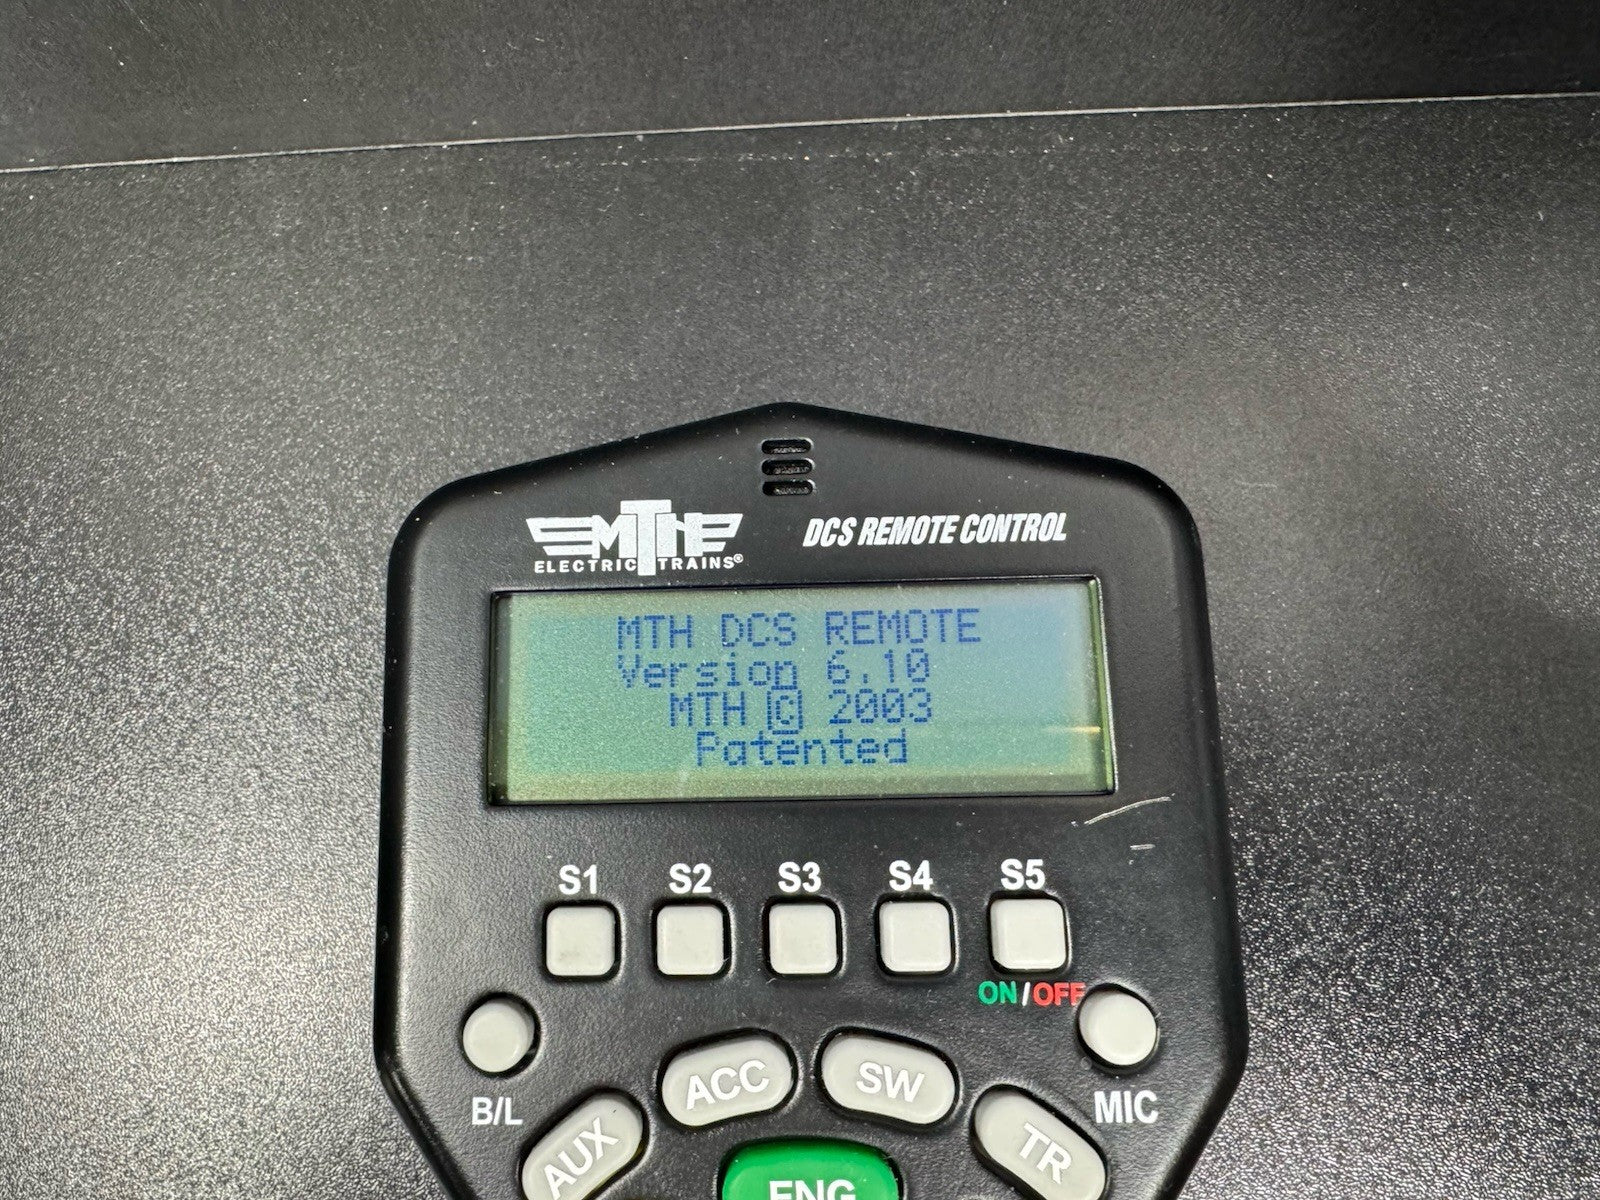 MTH
ELECTRIC TRAINS®
DCS REMOTE CONTROL
MTH DCS REMOTE
Version 6.10
MTH © 2003
Patented
S1 S2 S3 S4 S5
ON/OFF
B/L
ACC
SW
MIC
AUX
TR
ENG